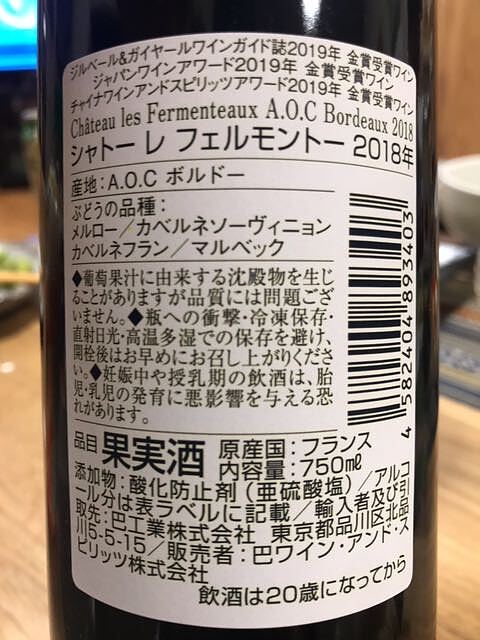 ジルベール&ガイヤールワインガイド誌2019年 金賞受賞ワイン
ジャパンワインアワード2019年 金賞受賞ワイン
チャイナワインアンドスピリッツアワード2019年 金賞受賞ワイン
Château les Fermenteaux A.O.C Bordeaux 2018
シャトー レ フェルモントー 2018年
産地：A.O.C ボルドー
ぶどうの品種：
メルロー／カベルネソーヴィニョン
カベルネフラン／マルベック
◆葡萄果汁に由来する沈殿物を生じ
ることがありますが品質には問題ござ
いません。◆瓶への衝撃・冷凍保存・
直射日光・高温多湿での保存を避け、
開栓後はお早めにお召し上がりくださ
い。◆妊娠中や授乳期の飲酒は、胎
児・乳児の発育に悪影響を与える恐
れがあります。
4 582404 893403
品目 果実酒 原産国：フランス
内容量：750㎖
添加物：酸化防止剤（亜硫酸塩）／アルコ
ール分は表ラベルに記載／輸入者及び引
取先：巴工業株式会社 東京都品川区北品
川5-5-15／販売者：巴ワイン・アンド・ス
ピリッツ株式会社
飲酒は20歳になってから